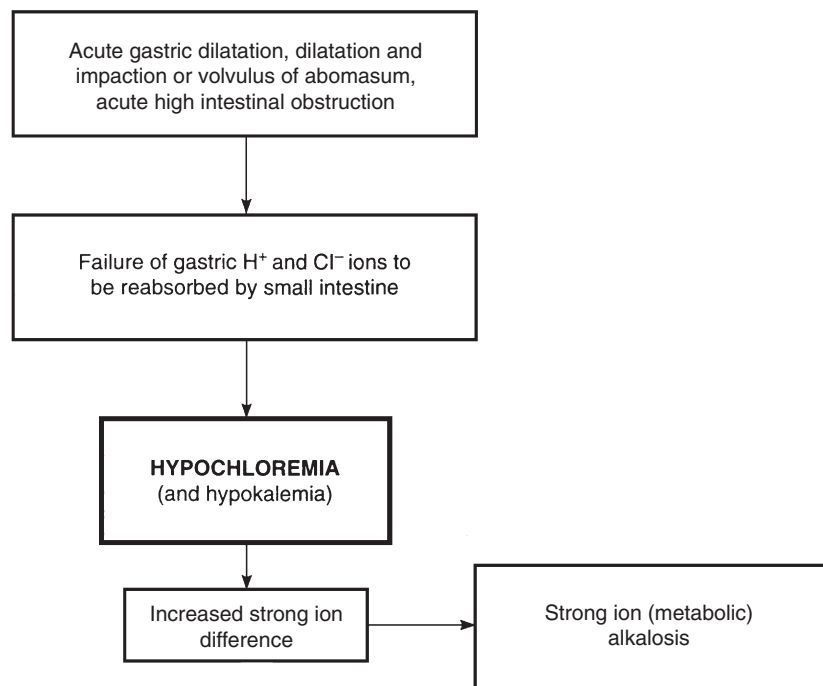 Acute gastric dilatation, dilatation and
impaction or volvulus of abomasum,
acute high intestinal obstruction
Failure of gastric H⁺ and Cl⁻ ions to
be reabsorbed by small intestine
HYPOCHLOREMIA
(and hypokalemia)
Increased strong ion
difference
Strong ion (metabolic)
alkalosis